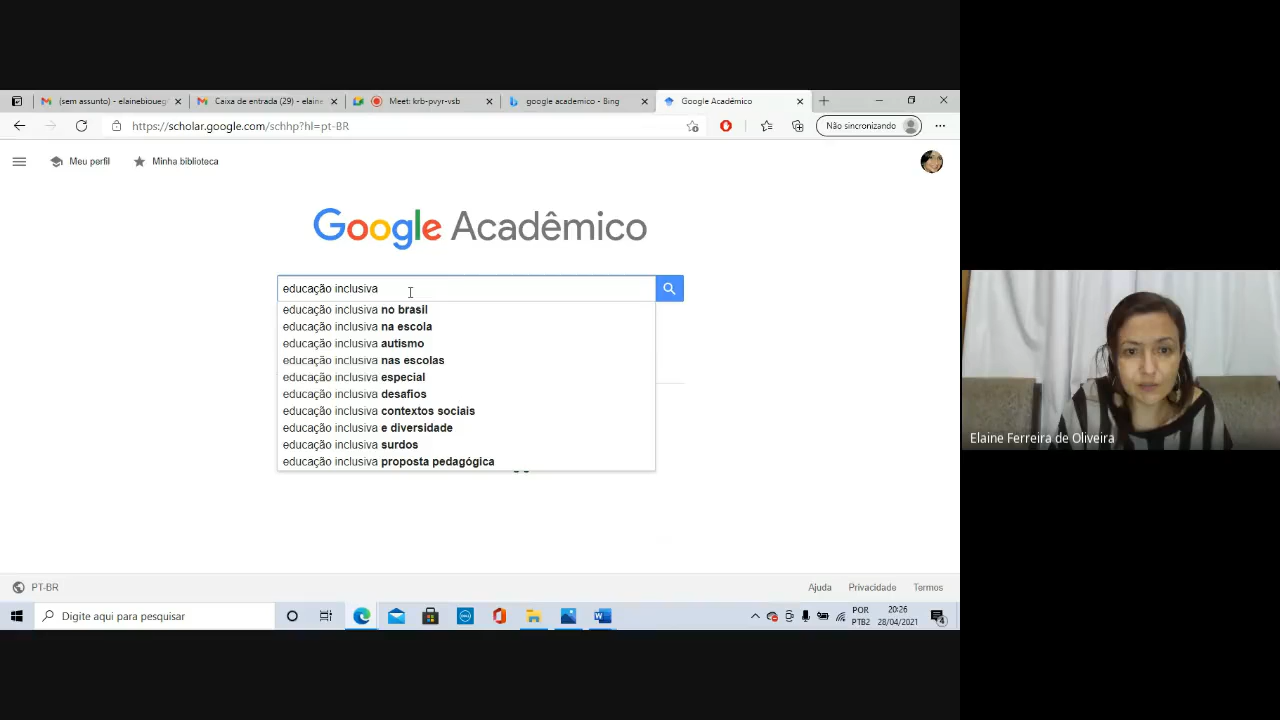 (sem assunto) - elainebioueg
Caixa de entrada (29) - elaine
Meet: krb-pvyr-vsb
google academico - Bing
Google Acadêmico
https://scholar.google.com/schhp?hl=pt-BR
Não sincronizando
Meu perfil
Minha biblioteca
Google Acadêmico
educação inclusiva
educação inclusiva no brasil
educação inclusiva na escola
educação inclusiva autismo
educação inclusiva nas escolas
educação inclusiva especial
educação inclusiva desafios
educação inclusiva contextos sociais
educação inclusiva e diversidade
educação inclusiva surdos
educação inclusiva proposta pedagógica
Elaine Ferreira de Oliveira
PT-BR
Ajuda
Privacidade
Termos
Digite aqui para pesquisar
POR
PTB2
20:26
28/04/2021
4